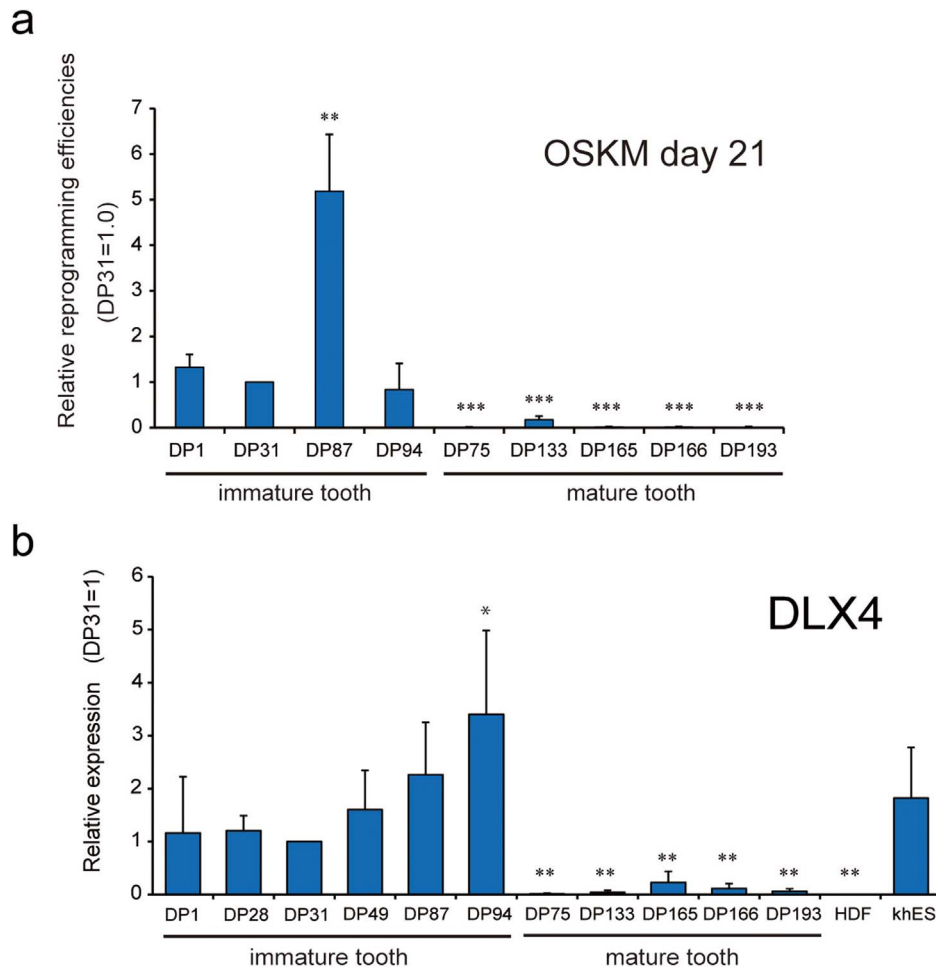 a
Relative reprogramming efficiencies
(DP31=1.0)
7
6
5
4
3
2
1
0
OSKM day 21
**
*** *** *** *** ***
DP1 DP31 DP87 DP94 DP75 DP133 DP165 DP166 DP193
immature tooth mature tooth
b
Relative expression (DP31=1)
6
5
4
3
2
1
0
DLX4
*
** ** ** ** ** **
DP1 DP28 DP31 DP49 DP87 DP94 DP75 DP133 DP165 DP166 DP193 HDF khES
immature tooth mature tooth